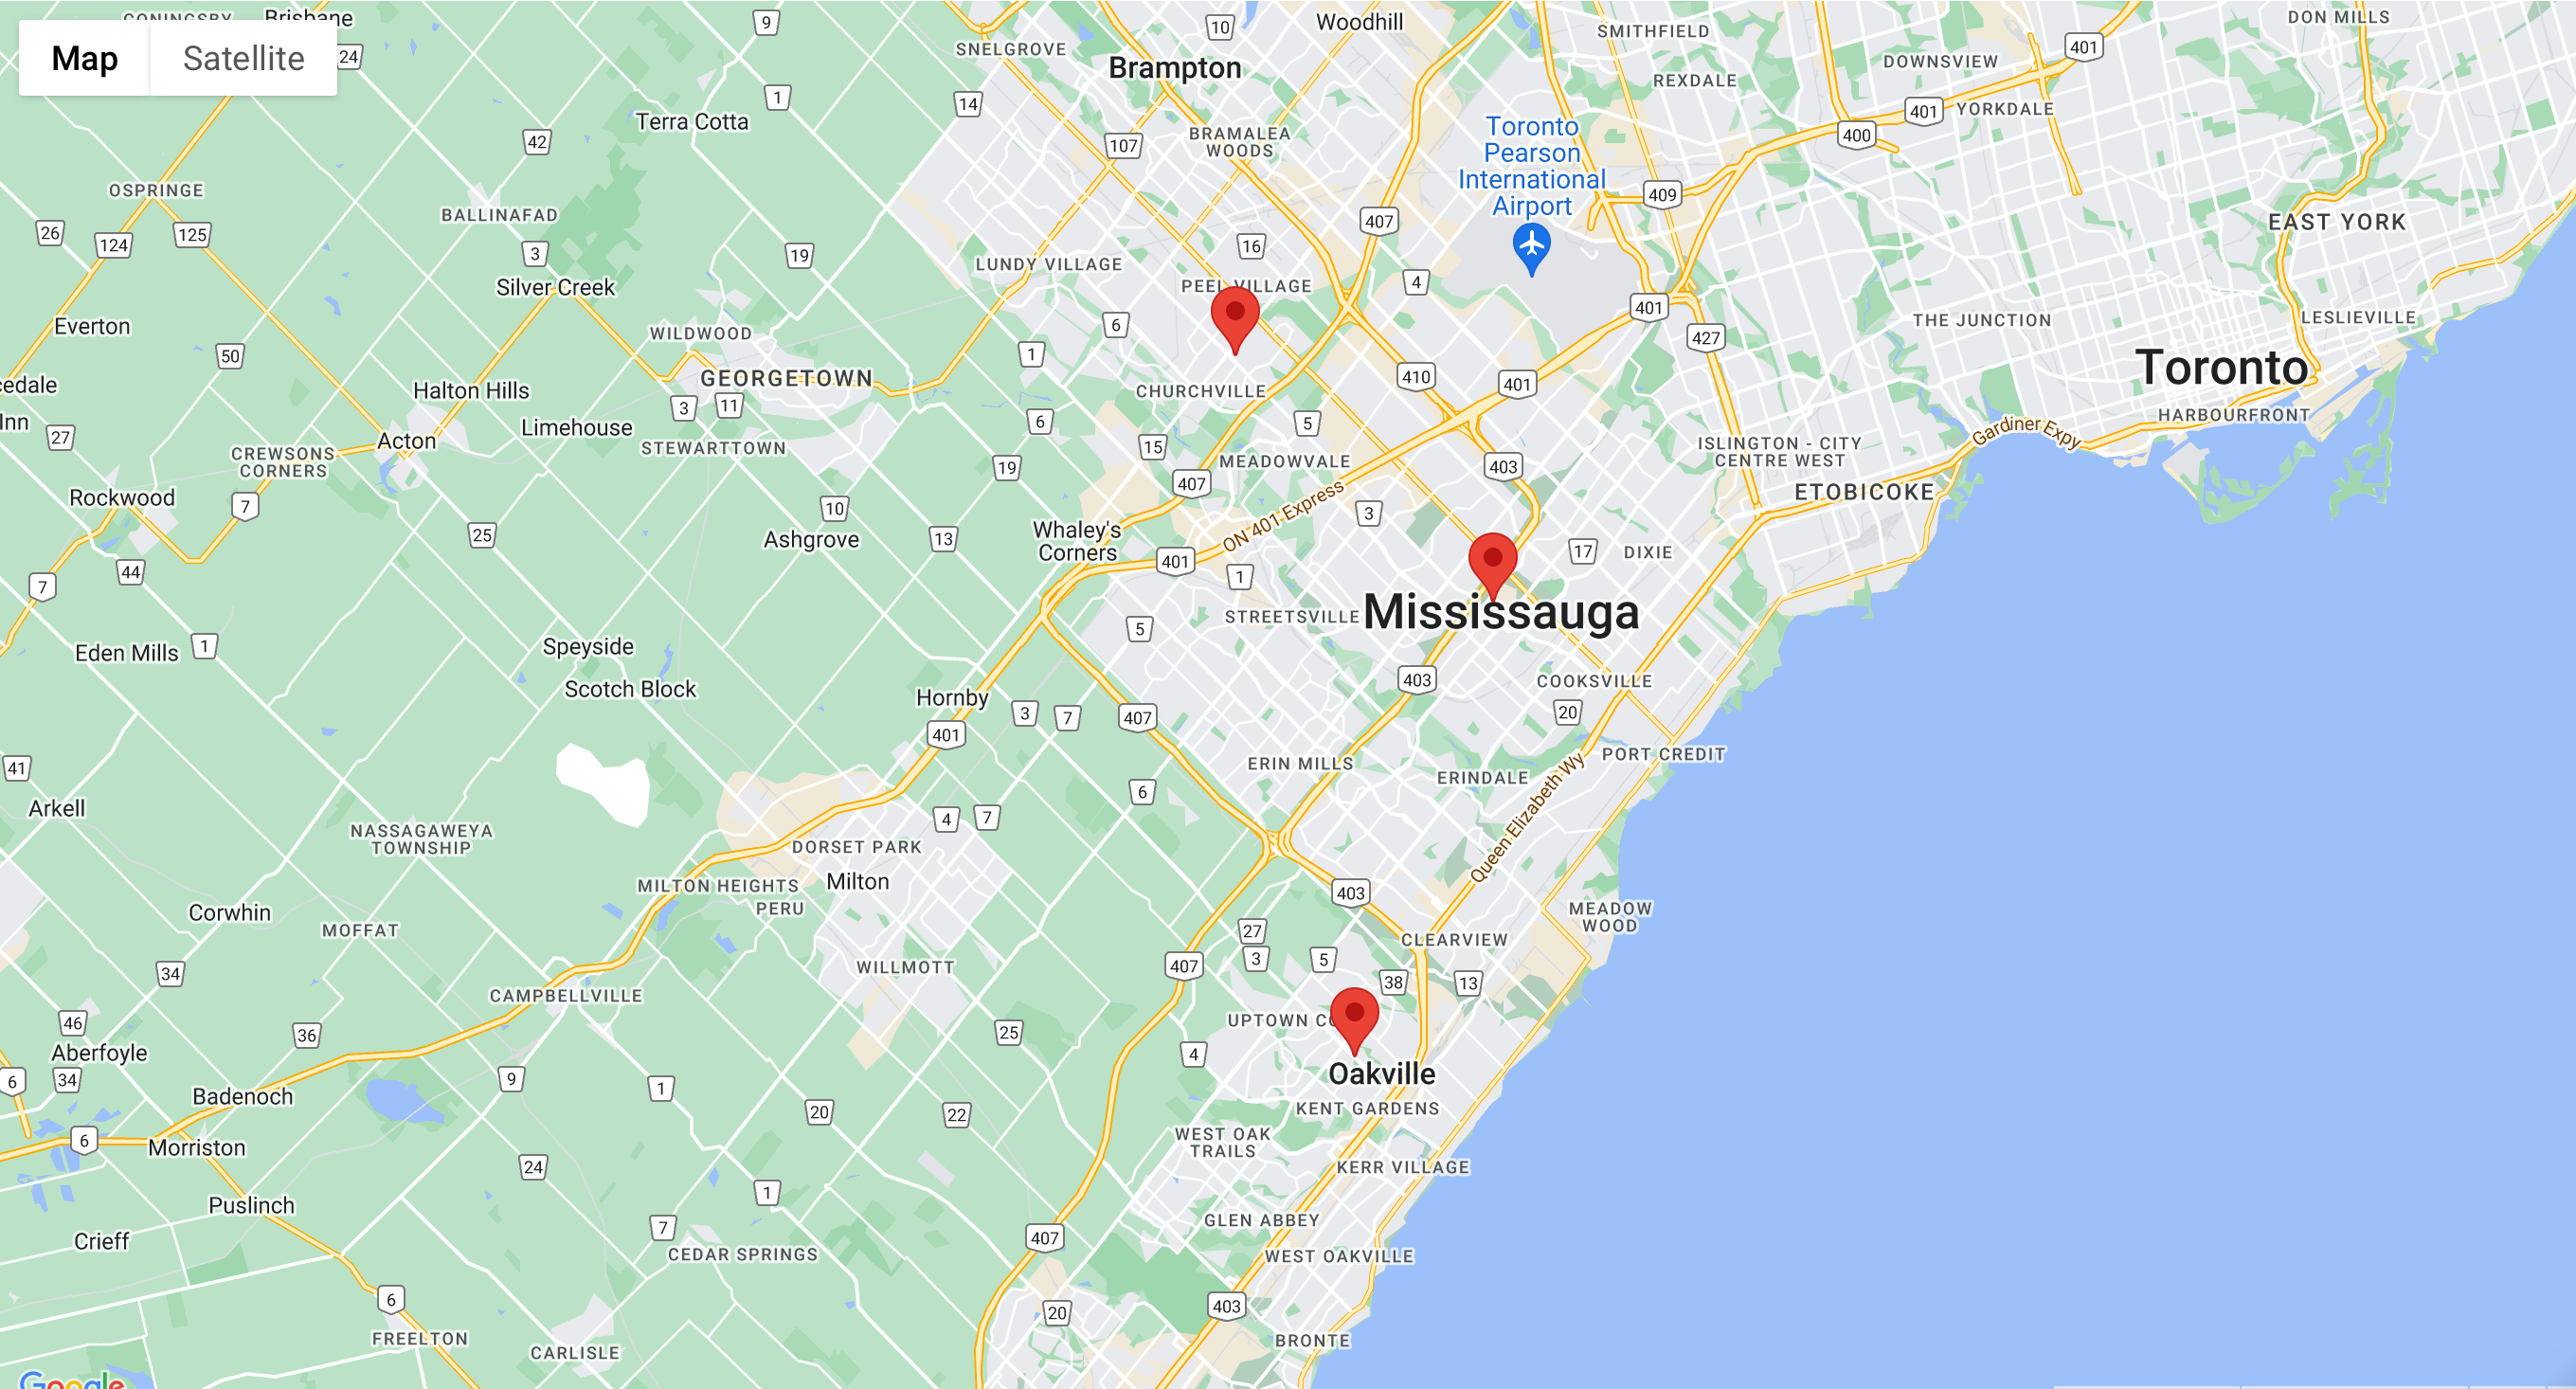 CONINGSBY
Brisbane
Map
Satellite
24
9
1
Terra Cotta
42
OSPRINGE
BALLINAFAD
26
124
125
3
Silver Creek
19
Everton
50
WILDWOOD
GEORGETOWN
3
11
cedale
Inn
Halton Hills
Limehouse
27
Acton
STEWARTTOWN
CREWSONS
CORNERS
Rockwood
7
10
Ashgrove
25
13
44
7
Eden Mills
1
Speyside
Scotch Block
SNELGROVE
Brampton
10
Woodhill
14
107
BRAMALEA
WOODS
LUNDY VILLAGE
16
PEEL VILLAGE
407
4
6
1
CHURCHVILLE
6
5
15
19
MEADOWVALE
407
Whaley's
Corners
ON 401 Express
401
1
3
410
401
403
SMITHFIELD
REXDALE
Toronto
Pearson
International
Airport
409
401
427
DOWNSVIEW
401
400
401
YORKDALE
DON MILLS
EAST YORK
THE JUNCTION
LESLIEVILLE
Toronto
HARBOURFRONT
Gardiner Expy
ISLINGTON - CITY
CENTRE WEST
ETOBICOKE
17
DIXIE
STREETSVILLE
Mississauga
5
403
COOKSVILLE
20
PORT CREDIT
Hornby
3
7
407
401
ERIN MILLS
ERINDALE
Queen Elizabeth Wy
6
41
Arkell
NASSAGAWEYA
TOWNSHIP
4
7
DORSET PARK
MILTON HEIGHTS
Milton
PERU
403
MEADOW
WOOD
Corwhin
MOFFAT
27
3
5
CLEARVIEW
38
13
WILLMOTT
407
34
CAMPBELLVILLE
46
36
25
UPTOWN CO
4
Aberfoyle
6
34
Badenoch
9
1
20
22
Oakville
KENT GARDENS
6
Morriston
24
WEST OAK
TRAILS
KERR VILLAGE
Puslinch
1
7
GLEN ABBEY
Crieff
407
CEDAR SPRINGS
WEST OAKVILLE
6
20
403
FREELTON
CARLISLE
BRONTE
Google